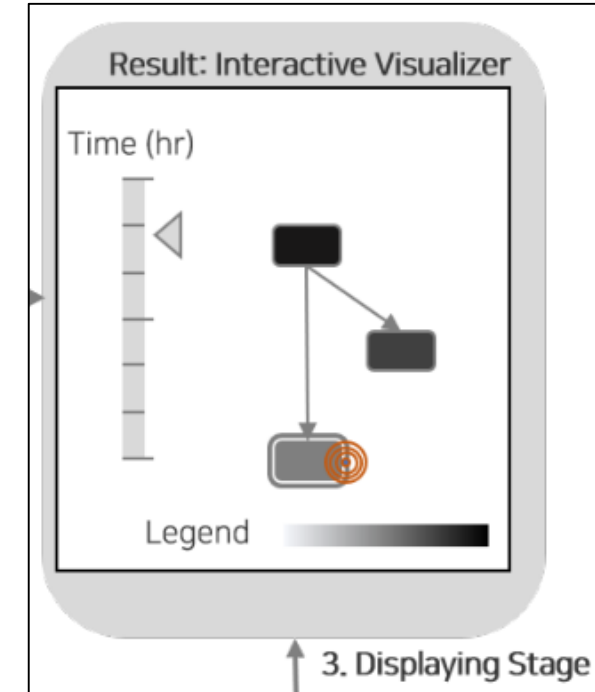 Result: Interactive Visualizer
Time (hr)
Legend
3. Displaying Stage